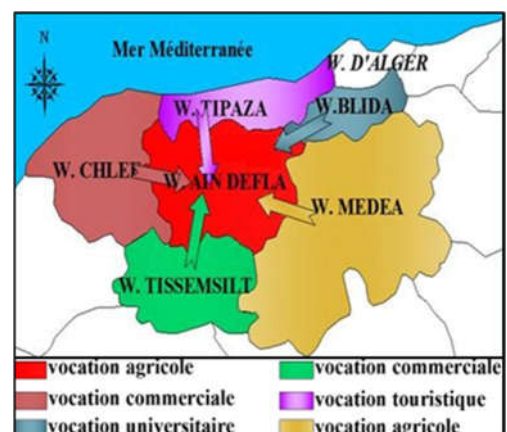 N
Mer Méditerranée
W. D'ALGER
W. TIPAZA
W.BLIDA
W. CHLEF
W. AIN DEFLA
W. MEDEA
W. TISSEMSILT
vocation agricole
vocation commerciale
vocation commerciale
vocation touristique
vocation universitaire
vocation agricole